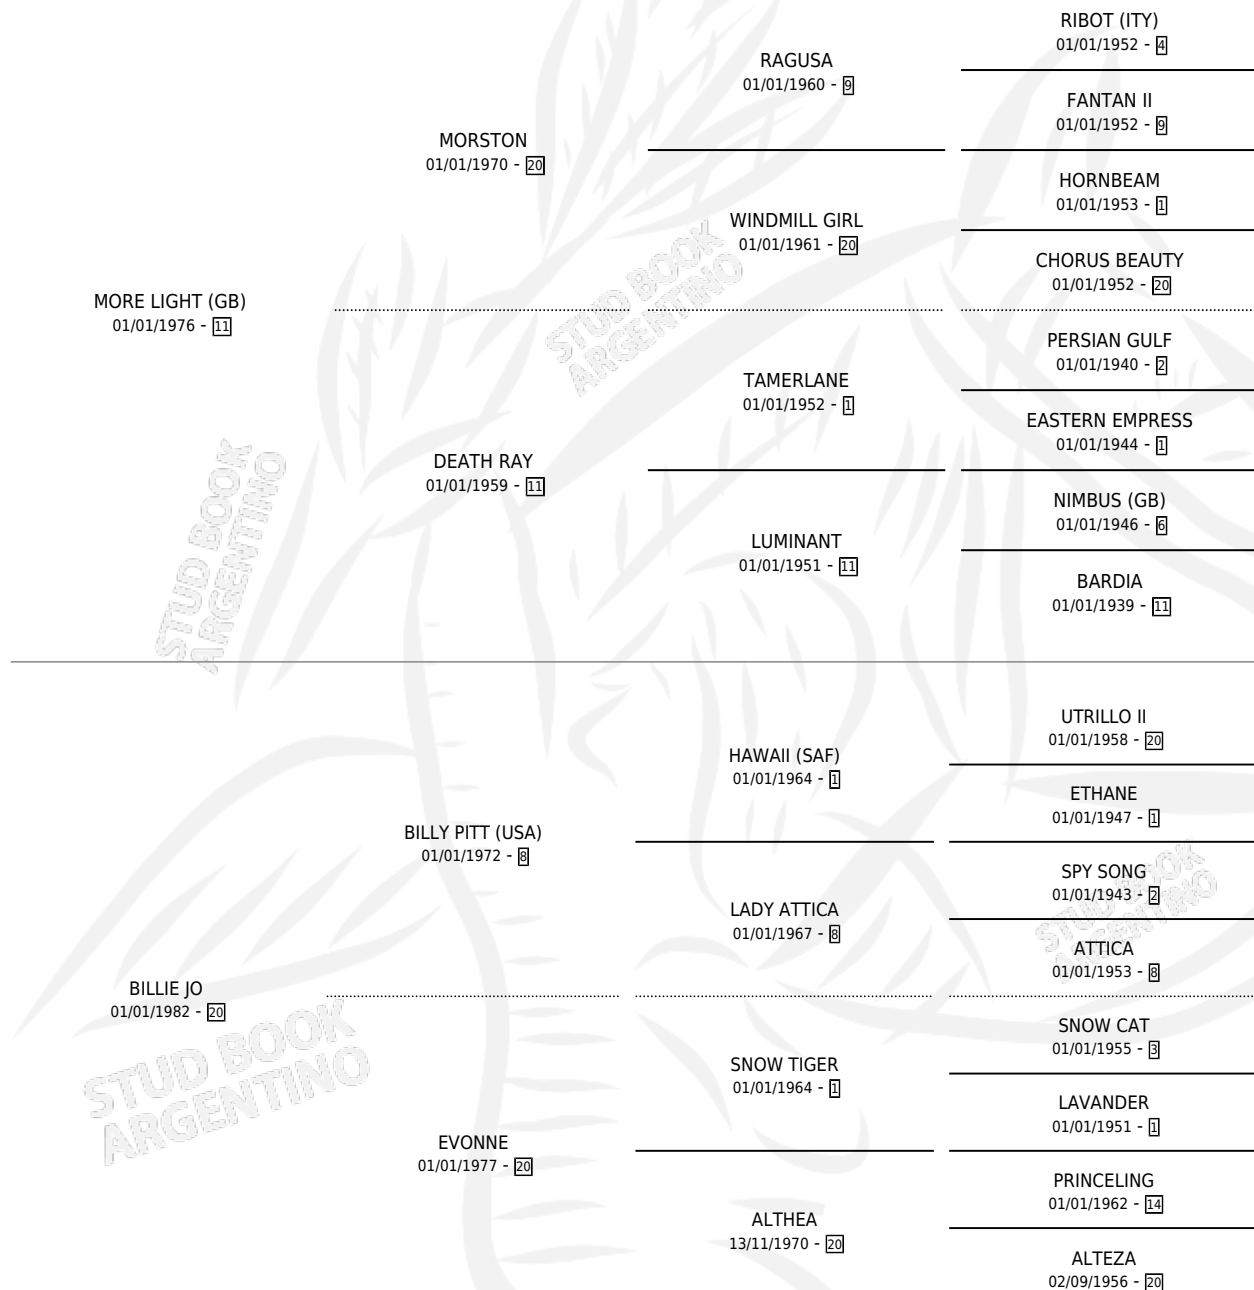 RIBOT (ITY)
01/01/1952 - 4
RAGUSA
01/01/1960 - 9
FANTAN II
01/01/1952 - 9
MORSTON
01/01/1970 - 20
HORNBEAM
01/01/1953 - 1
WINDMILL GIRL
01/01/1961 - 20
CHORUS BEAUTY
01/01/1952 - 20
MORE LIGHT (GB)
01/01/1976 - 11
STUD BOOK
ARGENTINO
PERSIAN GULF
01/01/1940 - 2
TAMERLANE
01/01/1952 - 1
EASTERN EMPRESS
01/01/1944 - 1
DEATH RAY
01/01/1959 - 11
NIMBUS (GB)
01/01/1946 - 6
LUMINANT
01/01/1951 - 11
BARDIA
01/01/1939 - 11
STUD BOOK
ARGENTINO
UTRILLO II
01/01/1958 - 20
HAWAII (SAF)
01/01/1964 - 1
ETHANE
01/01/1947 - 1
BILLY PITT (USA)
01/01/1972 - 8
SPY SONG
01/01/1943 - 2
LADY ATTICA
01/01/1967 - 8
ATTICA
01/01/1953 - 8
STUD BOOK
ARGENTINO
BILLIE JO
01/01/1982 - 20
SNOW CAT
01/01/1955 - 3
SNOW TIGER
01/01/1964 - 1
LAVANDER
01/01/1951 - 1
STUD BOOK
ARGENTINO
EVONNE
01/01/1977 - 20
PRINCELING
01/01/1962 - 14
ALTHEA
13/11/1970 - 20
ALTEZA
02/09/1956 - 20